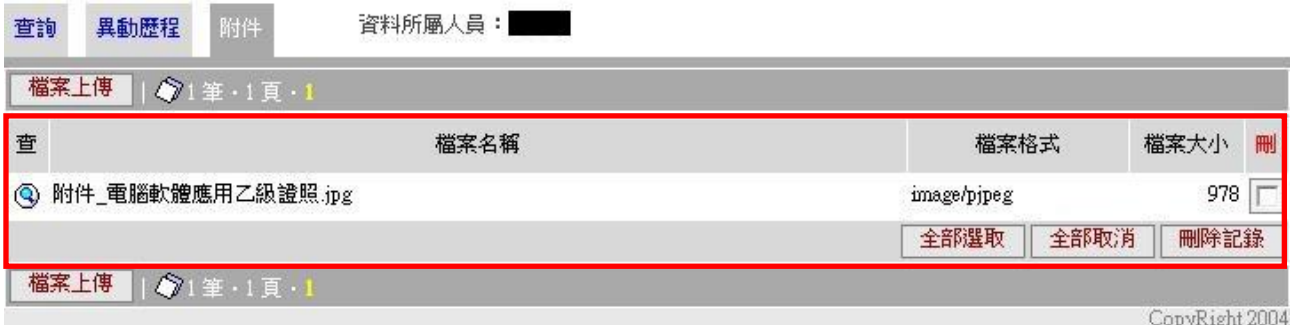 查詢 異動歷程 附件 資料所屬人員：
檔案上傳 | 1 筆 · 1 頁 · 1
查 檔案名稱 檔案格式 檔案大小 刪
附件_電腦軟體應用乙級證照.jpg image/pjpeg 978
全部選取 全部取消 刪除記錄
檔案上傳 | 1 筆 · 1 頁 · 1
CopyRight 2004